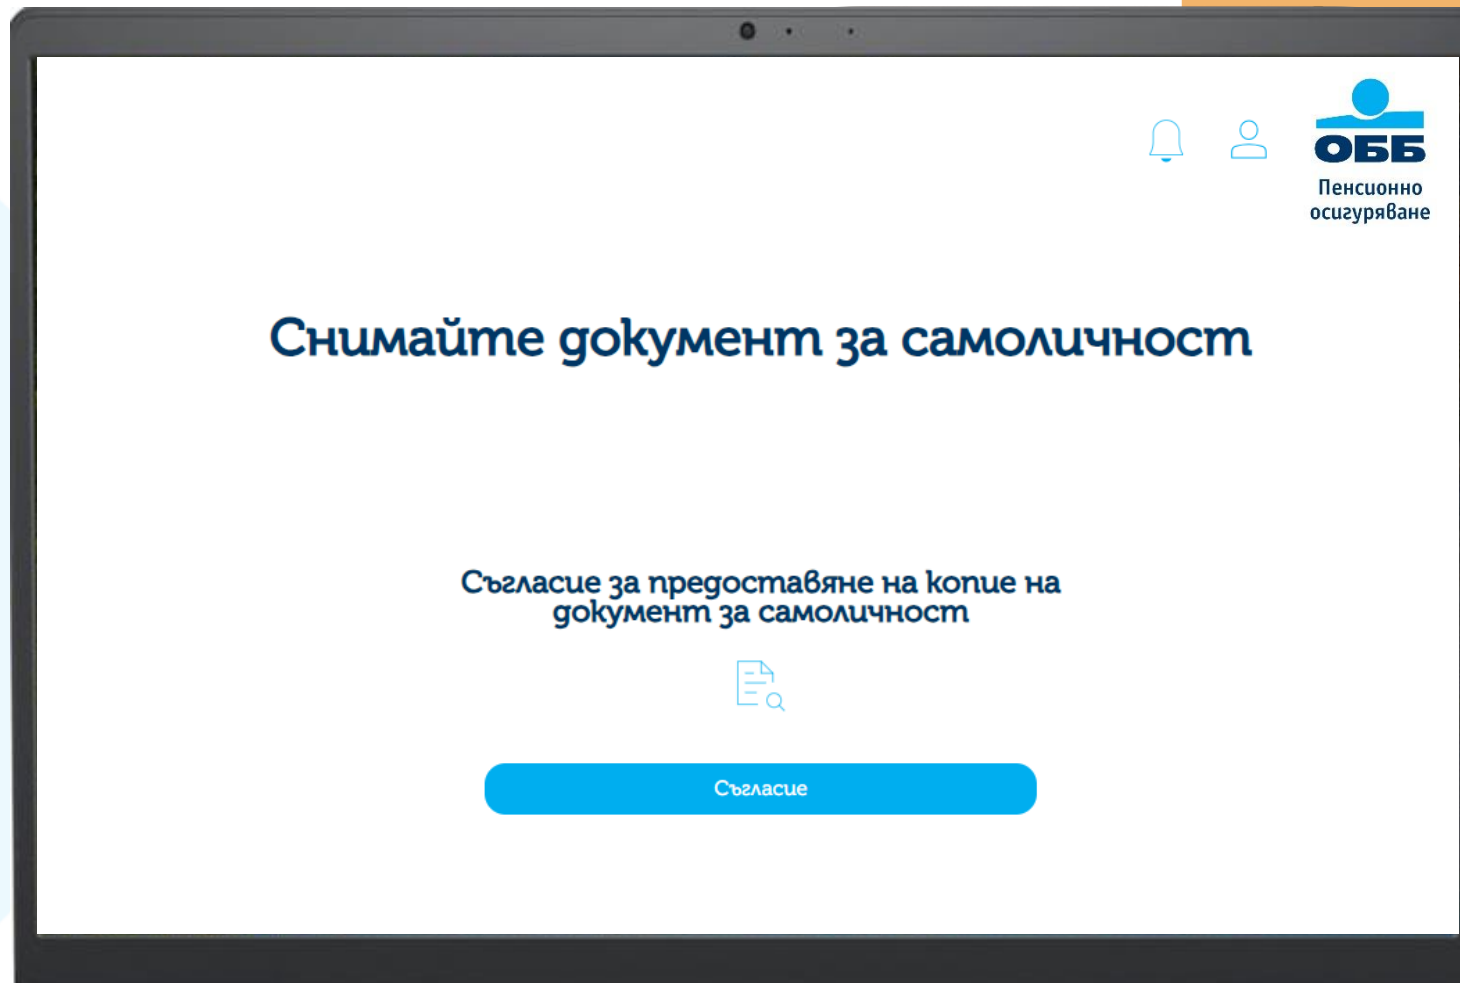 ОББ
Пенсионно
осигуряване
Снимайте документ за самоличност
Съгласие за предоставяне на копие на
документ за самоличност
Съгласие